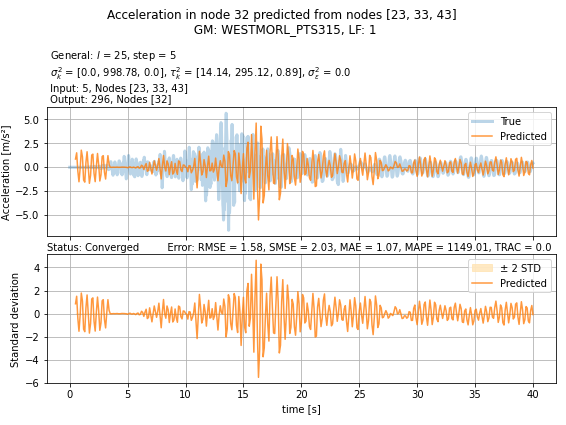 Acceleration in node 32 predicted from nodes [23, 33, 43]
GM: WESTMORL_PTS315, LF: 1
General: l = 25, step = 5
σ²ₖ = [0.0, 998.78, 0.0], τ²ₖ = [14.14, 295.12, 0.89], σ²ε = 0.0
Input: 5, Nodes [23, 33, 43]
Output: 296, Nodes [32]
Acceleration [m/s²]
5.0
2.5
0.0
−2.5
−5.0
True
Predicted
Status: Converged Error: RMSE = 1.58, SMSE = 2.03, MAE = 1.07, MAPE = 1149.01, TRAC = 0.0
Standard deviation
4
2
0
−2
−4
−6
± 2 STD
Predicted
0 5 10 15 20 25 30 35 40
time [s]